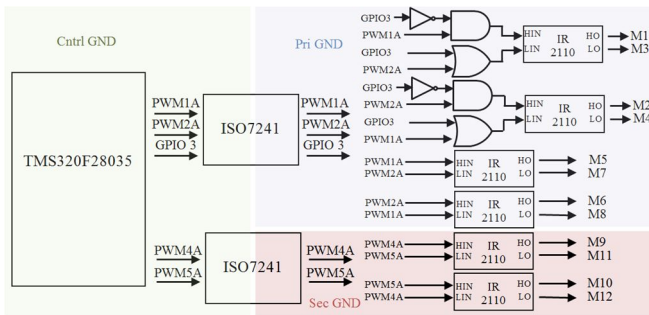 Cntrl GND
TMS320F28035
PWM1A
PWM2A
GPIO 3
ISO7241
PWM1A
PWM2A
GPIO 3
PWM4A
PWM5A
ISO7241
PWM4A
PWM5A
Pri GND
GPIO3
PWM1A
GPIO3
PWM2A
HIN
LIN
IR
2110
HO
LO
M1
M3
GPIO3
PWM2A
GPIO3
PWM1A
HIN
LIN
IR
2110
HO
LO
M2
M4
PWM1A
PWM2A
HIN
LIN
IR
2110
HO
LO
M5
M7
PWM2A
PWM1A
HIN
LIN
IR
2110
HO
LO
M6
M8
PWM4A
PWM5A
HIN
LIN
IR
2110
HO
LO
M9
M11
PWM5A
PWM4A
HIN
LIN
IR
2110
HO
LO
M10
M12
Sec GND